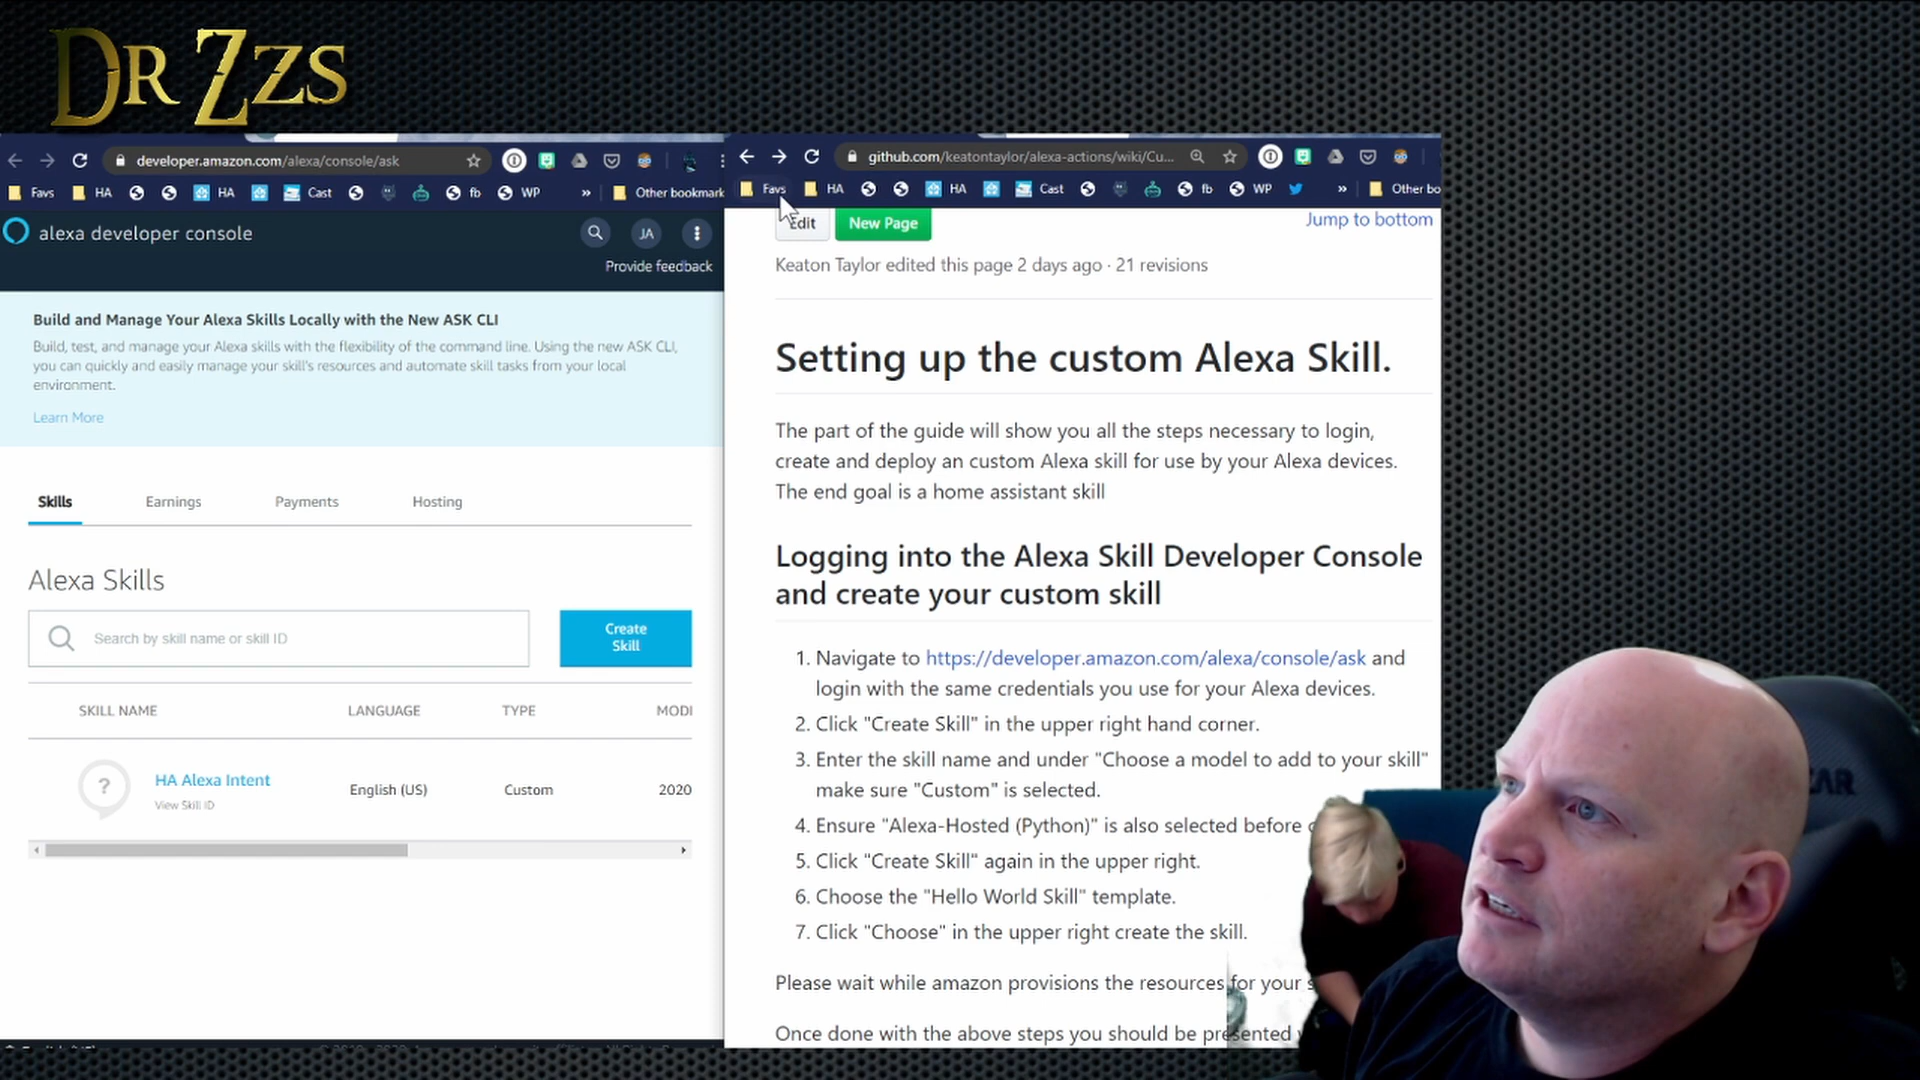 DR ZZS
developer.amazon.com/alexa/console/ask
Favs HA HA Cast fb WP » Other bookmark
alexa developer console
JA
Provide feedback
Build and Manage Your Alexa Skills Locally with the New ASK CLI
Build, test, and manage your Alexa skills with the flexibility of the command line. Using the new ASK CLI,
you can quickly and easily manage your skill's resources and automate skill tasks from your local
environment.
Learn More
Skills Earnings Payments Hosting
Alexa Skills
Search by skill name or skill ID
Create
Skill
SKILL NAME LANGUAGE TYPE MODI
?
HA Alexa Intent English (US) Custom 2020
View Skill ID
github.com/keatontaylor/alexa-actions/wiki/Cu...
Favs HA HA Cast fb WP » Other bo
Edit New Page Jump to bottom
Keaton Taylor edited this page 2 days ago · 21 revisions
Setting up the custom Alexa Skill.
The part of the guide will show you all the steps necessary to login,
create and deploy an custom Alexa skill for use by your Alexa devices.
The end goal is a home assistant skill
Logging into the Alexa Skill Developer Console
and create your custom skill
1. Navigate to https://developer.amazon.com/alexa/console/ask and
login with the same credentials you use for your Alexa devices.
2. Click "Create Skill" in the upper right hand corner.
3. Enter the skill name and under "Choose a model to add to your skill"
make sure "Custom" is selected.
4. Ensure "Alexa-Hosted (Python)" is also selected before
5. Click "Create Skill" again in the upper right.
6. Choose the "Hello World Skill" template.
7. Click "Choose" in the upper right create the skill.
Please wait while amazon provisions the resources for your
Once done with the above steps you should be presented